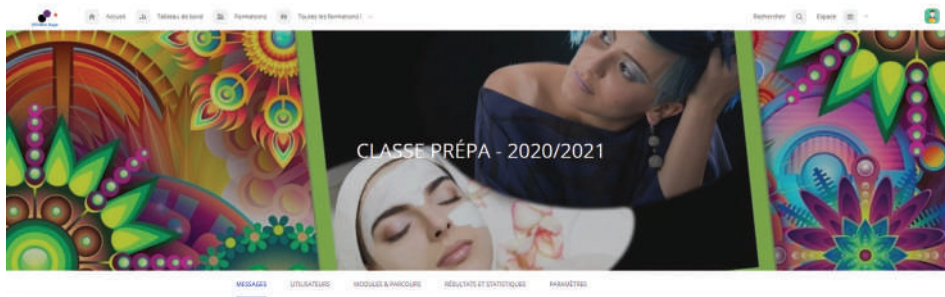 Accueil Tableau de bord Formations Toutes les formations ! Rechercher Espace
CLASSE PRÉPA - 2020/2021
MESSAGES UTILISATEURS MODULES & PARCOURS RÉSULTATS ET STATISTIQUES PARAMÈTRES